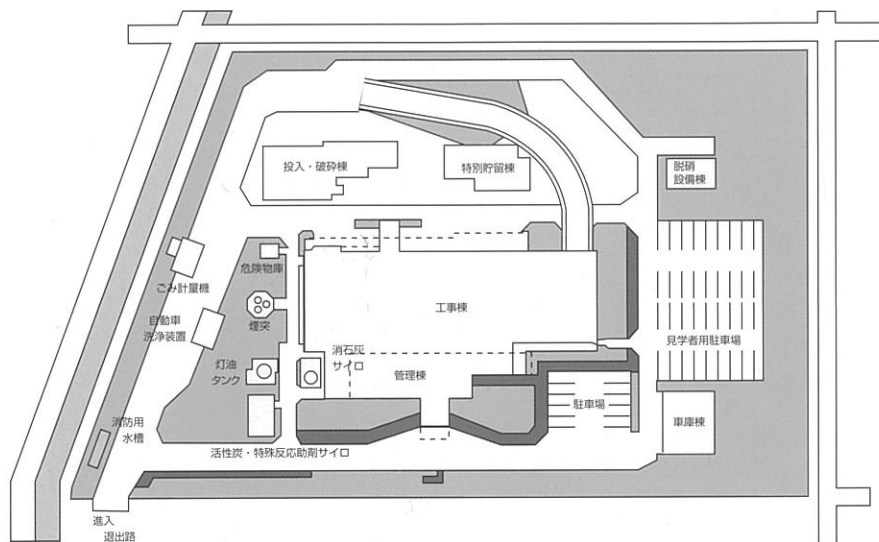 投入・破砕棟
特別貯留棟
脱硝
設備棟
危険物庫
ごみ計量機
工事棟
煙突
自動車
洗浄装置
見学者用駐車場
消石灰
サイロ
灯油
タンク
管理棟
駐車場
車庫棟
消防用
水槽
活性炭・特殊反応助剤サイロ
進入
退出路